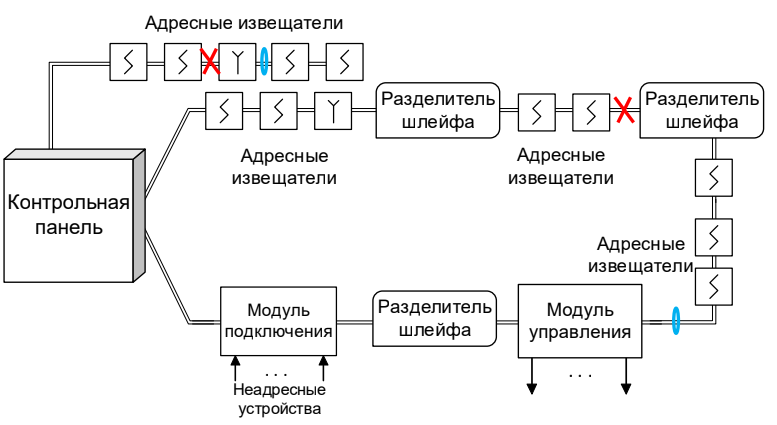 Адресные извещатели
Разделитель
шлейфа
Разделитель
шлейфа
Адресные
извещатели
Адресные
извещатели
Контрольная
панель
Адресные
извещатели
Модуль
подключения
Разделитель
шлейфа
Модуль
управления
. . .
. . .
Неадресные
устройства